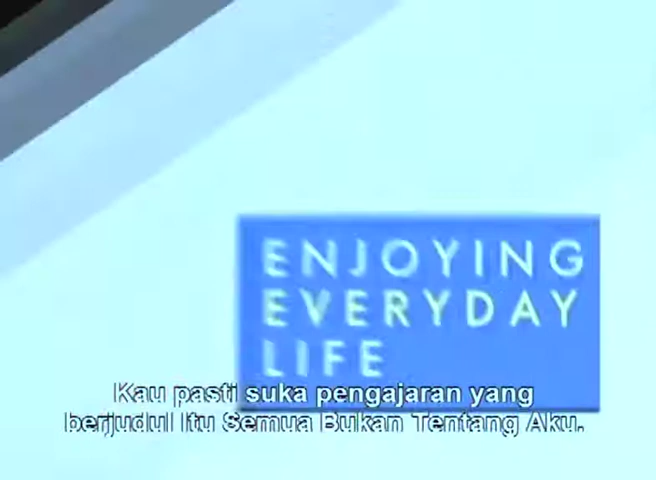 ENJOYING
EVERYDAY
LIFE
Kau pasti suka pengajaran yang
berjudul Itu Semua Bukan Tentang Aku.